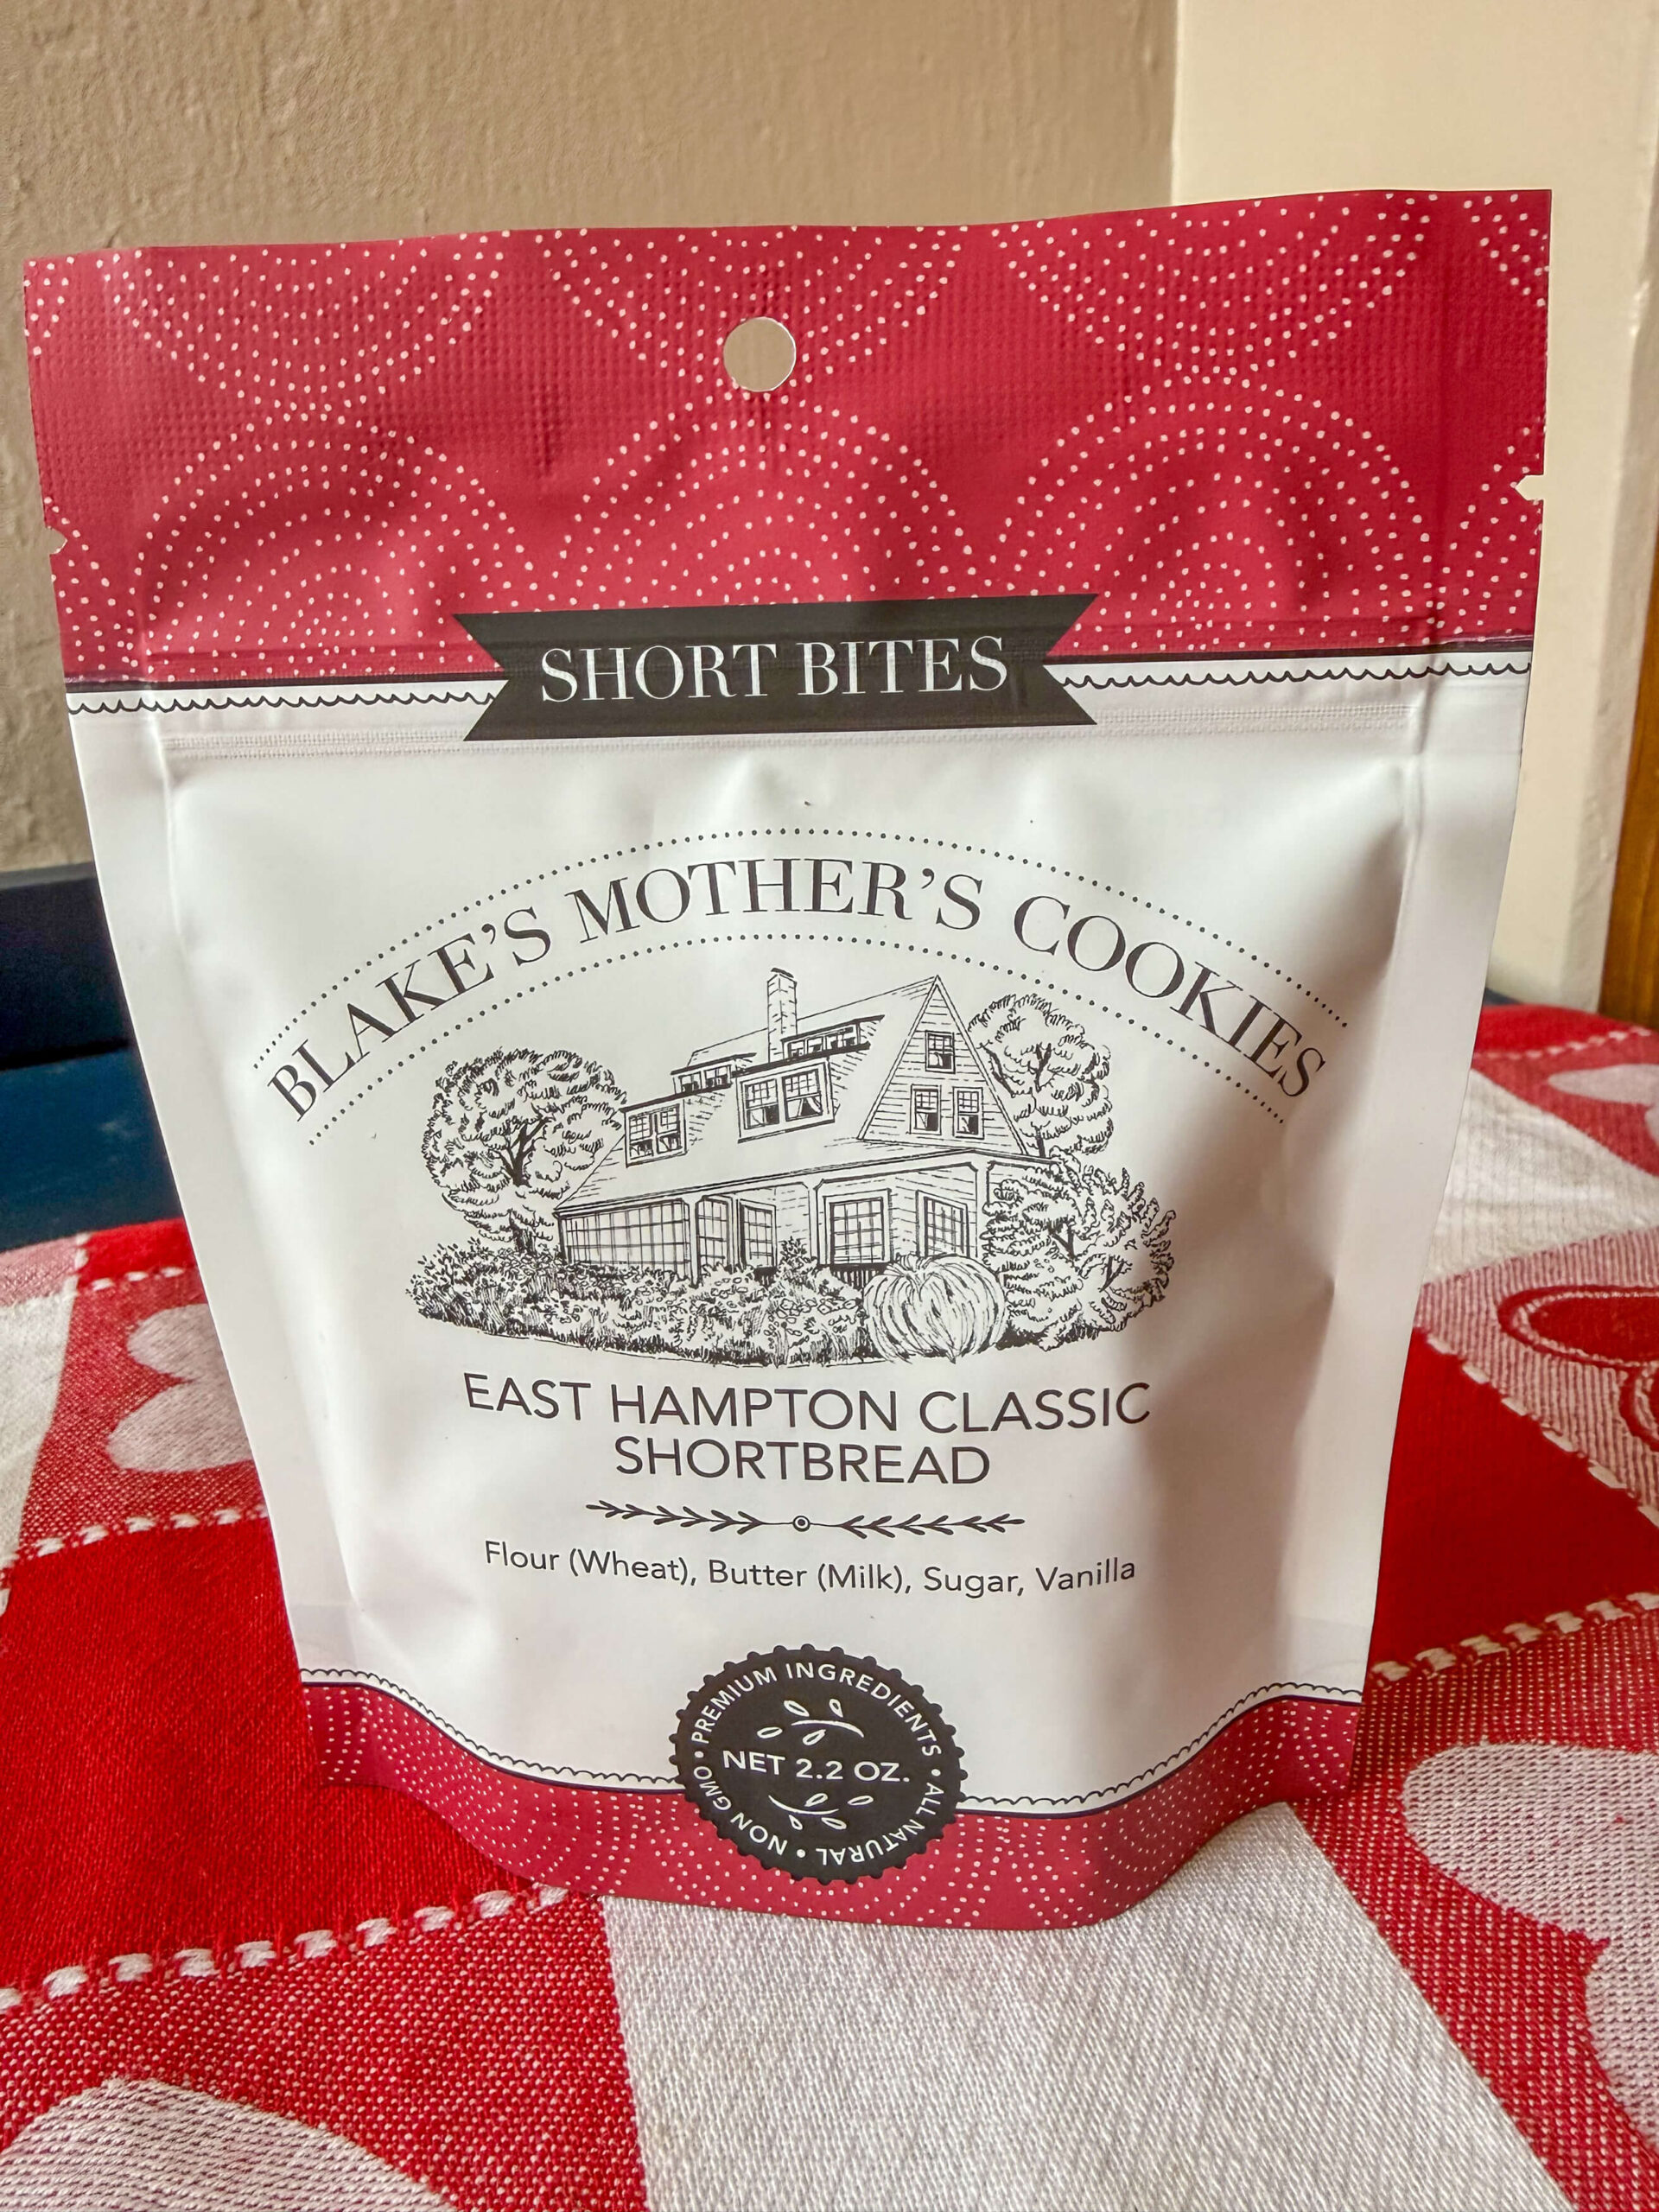 SHORT BITES
BLAKE'S MOTHER'S COOKIES
EAST HAMPTON CLASSIC
SHORTBREAD
Flour (Wheat), Butter (Milk), Sugar, Vanilla
PREMIUM INGREDIENTS • ALL NATURAL • NON GMO •
NET 2.2 OZ.